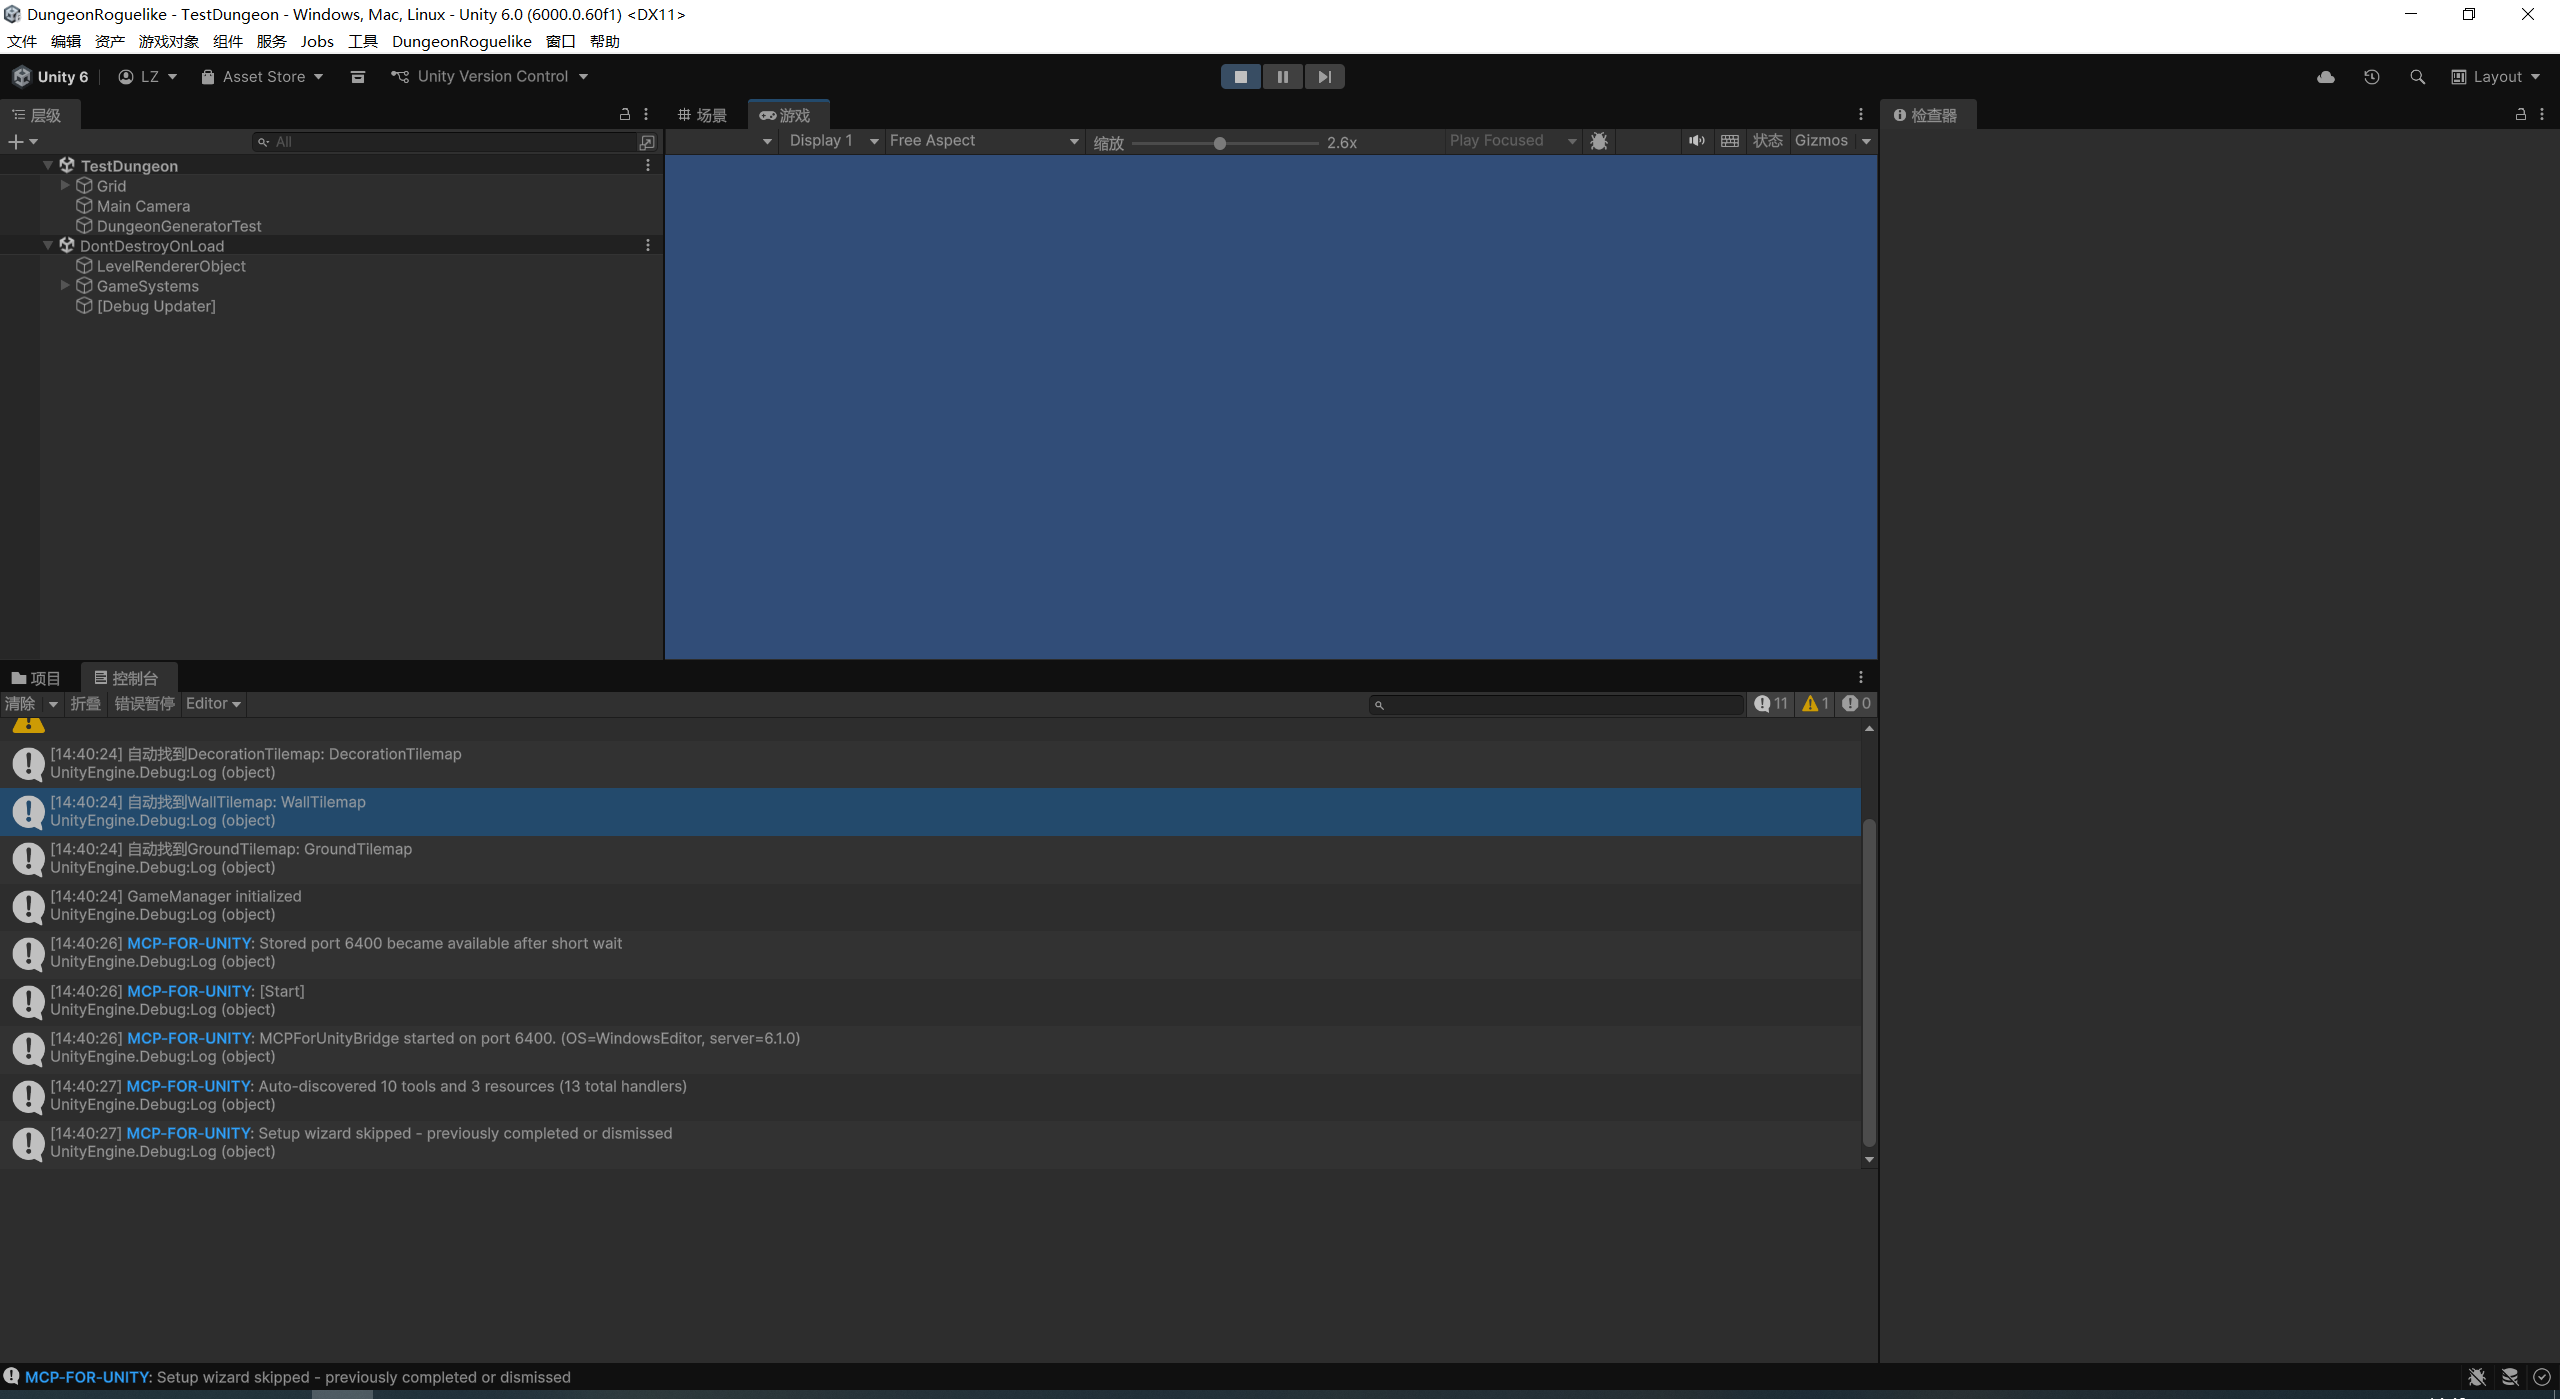 DungeonRoguelike - TestDungeon - Windows, Mac, Linux - Unity 6.0 (6000.0.60f1) <DX11>
文件 编辑 资产 游戏对象 组件 服务 Jobs 工具 DungeonRoguelike 窗口 帮助
Unity 6 LZ Asset Store Unity Version Control Layout
层级
All
TestDungeon
Grid
Main Camera
DungeonGeneratorTest
DontDestroyOnLoad
LevelRendererObject
GameSystems
[Debug Updater]
场景 游戏
Display 1 Free Aspect 缩放 2.6x Play Focused 状态 Gizmos
检查器
项目 控制台
清除 折叠 错误暂停 Editor 11 1 0
[14:40:24] 自动找到DecorationTilemap: DecorationTilemap
UnityEngine.Debug:Log (object)
[14:40:24] 自动找到WallTilemap: WallTilemap
UnityEngine.Debug:Log (object)
[14:40:24] 自动找到GroundTilemap: GroundTilemap
UnityEngine.Debug:Log (object)
[14:40:24] GameManager initialized
UnityEngine.Debug:Log (object)
[14:40:26] MCP-FOR-UNITY: Stored port 6400 became available after short wait
UnityEngine.Debug:Log (object)
[14:40:26] MCP-FOR-UNITY: [Start]
UnityEngine.Debug:Log (object)
[14:40:26] MCP-FOR-UNITY: MCPForUnityBridge started on port 6400. (OS=WindowsEditor, server=6.1.0)
UnityEngine.Debug:Log (object)
[14:40:27] MCP-FOR-UNITY: Auto-discovered 10 tools and 3 resources (13 total handlers)
UnityEngine.Debug:Log (object)
[14:40:27] MCP-FOR-UNITY: Setup wizard skipped - previously completed or dismissed
UnityEngine.Debug:Log (object)
MCP-FOR-UNITY: Setup wizard skipped - previously completed or dismissed